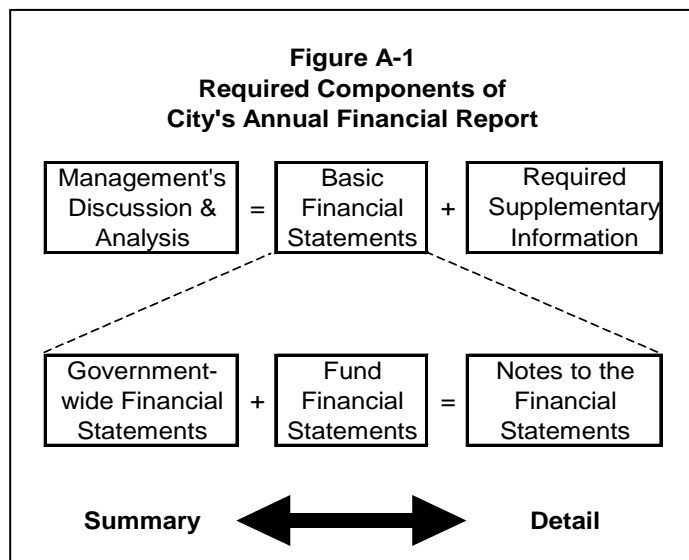 Figure A-1
Required Components of
City's Annual Financial Report
Management's
Discussion &
Analysis
=
Basic
Financial
Statements
+
Required
Supplementary
Information
Government-
wide Financial
Statements
+
Fund
Financial
Statements
=
Notes to the
Financial
Statements
Summary
Detail